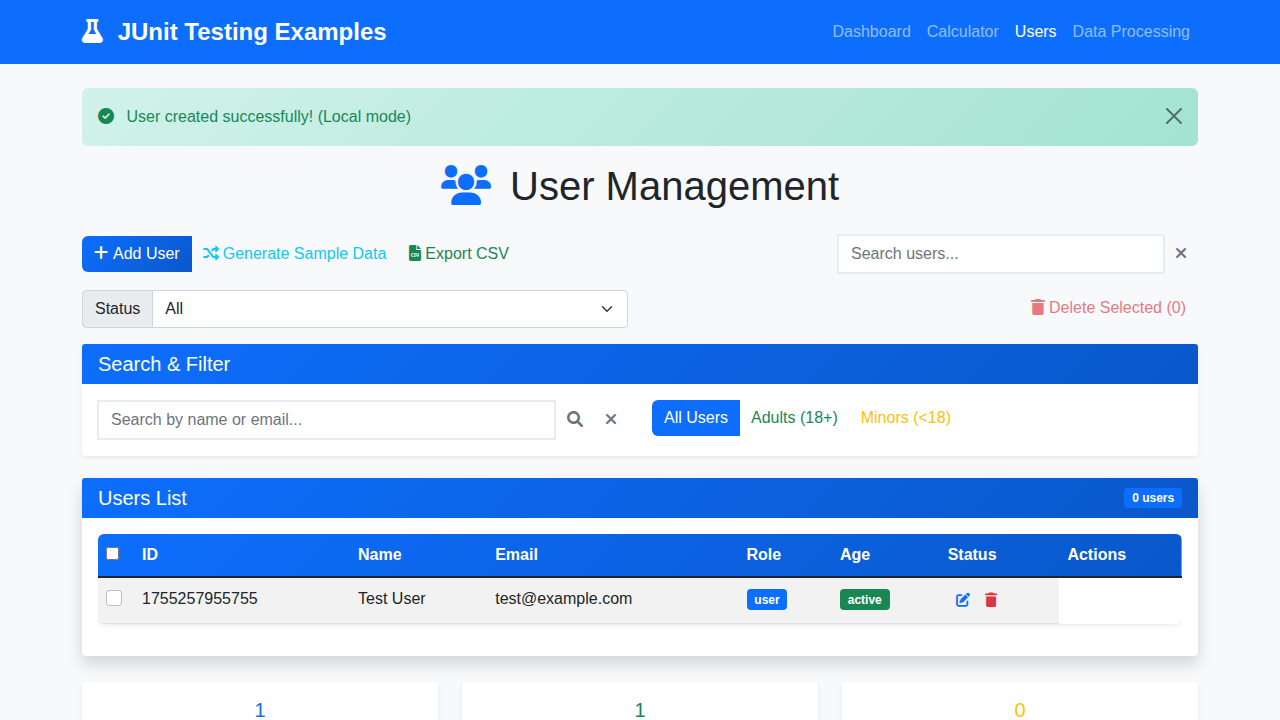 JUnit Testing Examples
Dashboard Calculator Users Data Processing
User created successfully! (Local mode)
User Management
Add User Generate Sample Data Export CSV Search users...
Status All Delete Selected (0)
Search & Filter
Search by name or email... All Users Adults (18+) Minors (<18)
Users List 0 users
ID Name Email Role Age Status Actions
1755257955755 Test User test@example.com user active
1 1 0